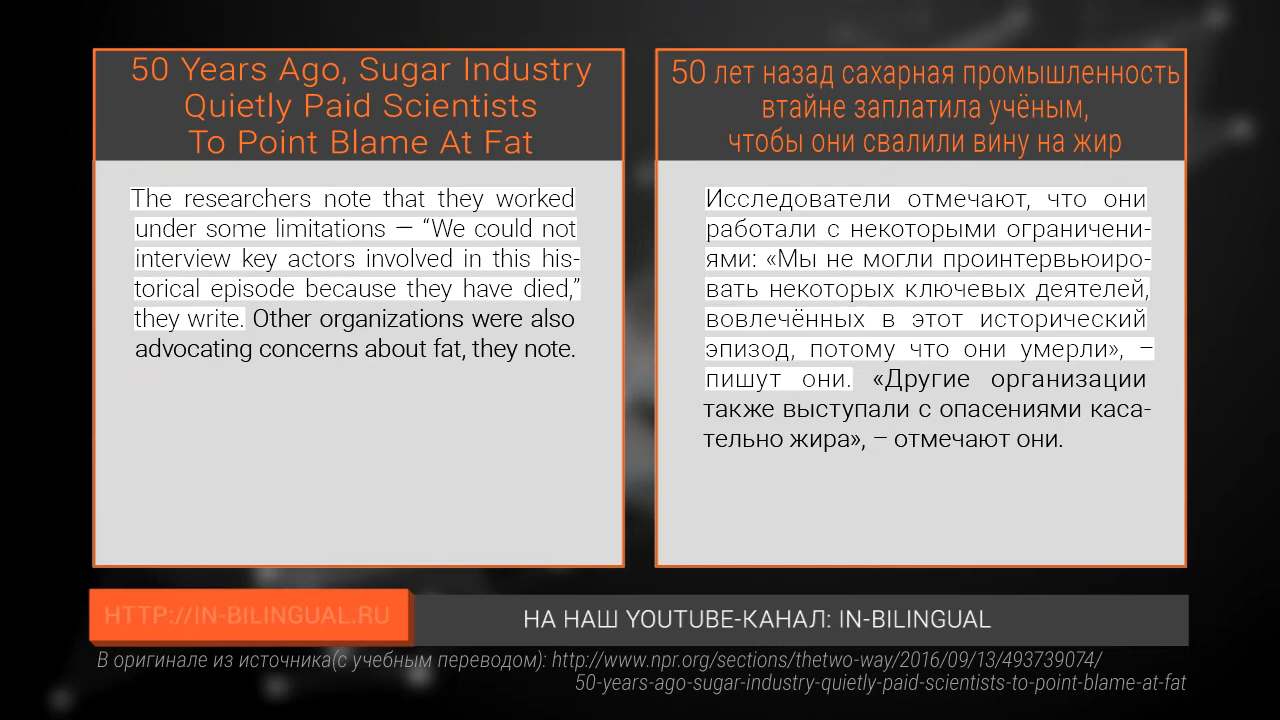 50 Years Ago, Sugar Industry
Quietly Paid Scientists
To Point Blame At Fat
The researchers note that they worked
under some limitations — “We could not
interview key actors involved in this his-
torical episode because they have died,”
they write. Other organizations were also
advocating concerns about fat, they note.
50 лет назад сахарная промышленность
втайне заплатила учёным,
чтобы они свалили вину на жир
Исследователи отмечают, что они
работали с некоторыми ограничени-
ями: «Мы не могли проинтервьюиро-
вать некоторых ключевых деятелей,
вовлечённых в этот исторический
эпизод, потому что они умерли», –
пишут они. «Другие организации
также выступали с опасениями каса-
тельно жира», – отмечают они.
HTTP://IN-BILINGUAL.RU
НА НАШ YOUTUBE-КАНАЛ: IN-BILINGUAL
В оригинале из источника(с учебным переводом): http://www.npr.org/sections/thetwo-way/2016/09/13/493739074/
50-years-ago-sugar-industry-quietly-paid-scientists-to-point-blame-at-fat